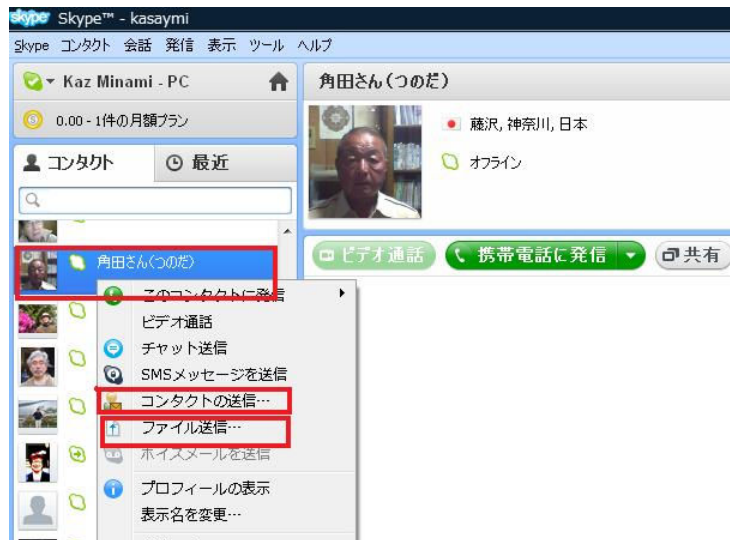 Skype™ - kasaymi
Skype コンタクト 会話 発信 表示 ツール ヘルプ
Kaz Minami - PC
0.00 - 1件の月額プラン
コンタクト 最近
角田さん(つのだ)
このコンタクトに発信
ビデオ通話
チャット送信
SMSメッセージを送信
コンタクトの送信…
ファイル送信…
ボイスメールを送信
プロフィールの表示
表示名を変更…
角田さん(つのだ)
藤沢, 神奈川, 日本
オフライン
ビデオ通話 携帯電話に発信 共有